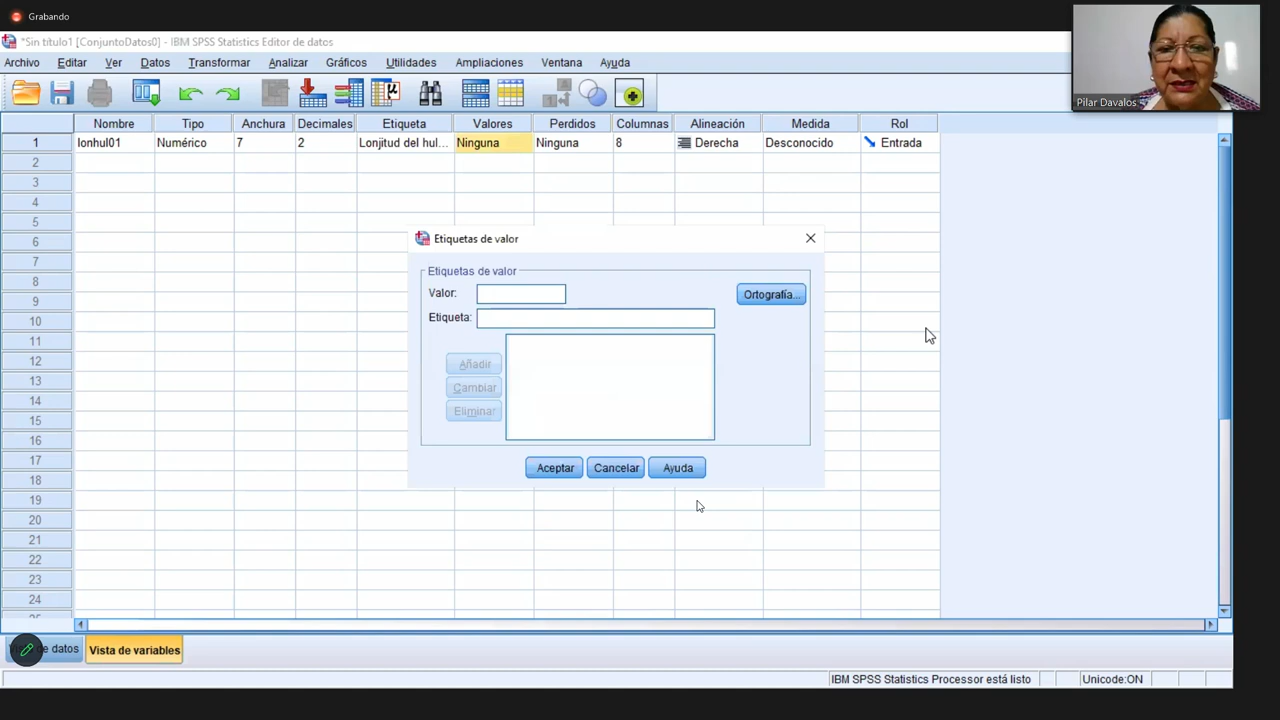 Grabando
*Sin título1 [ConjuntoDatos0] - IBM SPSS Statistics Editor de datos
Archivo Editar Ver Datos Transformar Analizar Gráficos Utilidades Ampliaciones Ventana Ayuda
Pilar Davalos
Nombre Tipo Anchura Decimales Etiqueta Valores Perdidos Columnas Alineación Medida Rol
1 lonhul01 Numérico 7 2 Lonjitud del hul... Ninguna Ninguna 8 Derecha Desconocido Entrada
2
3
4
5
6
7
8
9
10
11
12
13
14
15
16
17
18
19
20
21
22
23
24
Etiquetas de valor
Etiquetas de valor
Valor:
Ortografía...
Etiqueta:
Añadir
Cambiar
Eliminar
Aceptar Cancelar Ayuda
de datos Vista de variables
IBM SPSS Statistics Processor está listo Unicode:ON